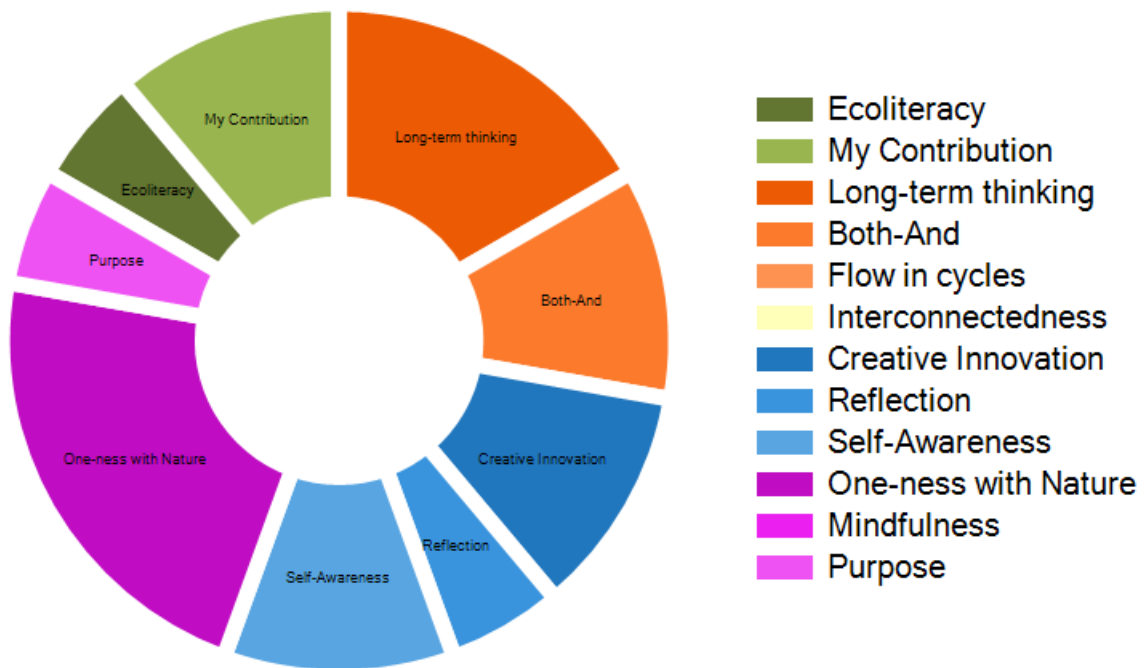 My Contribution
Long-term thinking
Ecoliteracy
Purpose
Both-And
One-ness with Nature
Creative Innovation
Reflection
Self-Awareness
Ecoliteracy
My Contribution
Long-term thinking
Both-And
Flow in cycles
Interconnectedness
Creative Innovation
Reflection
Self-Awareness
One-ness with Nature
Mindfulness
Purpose